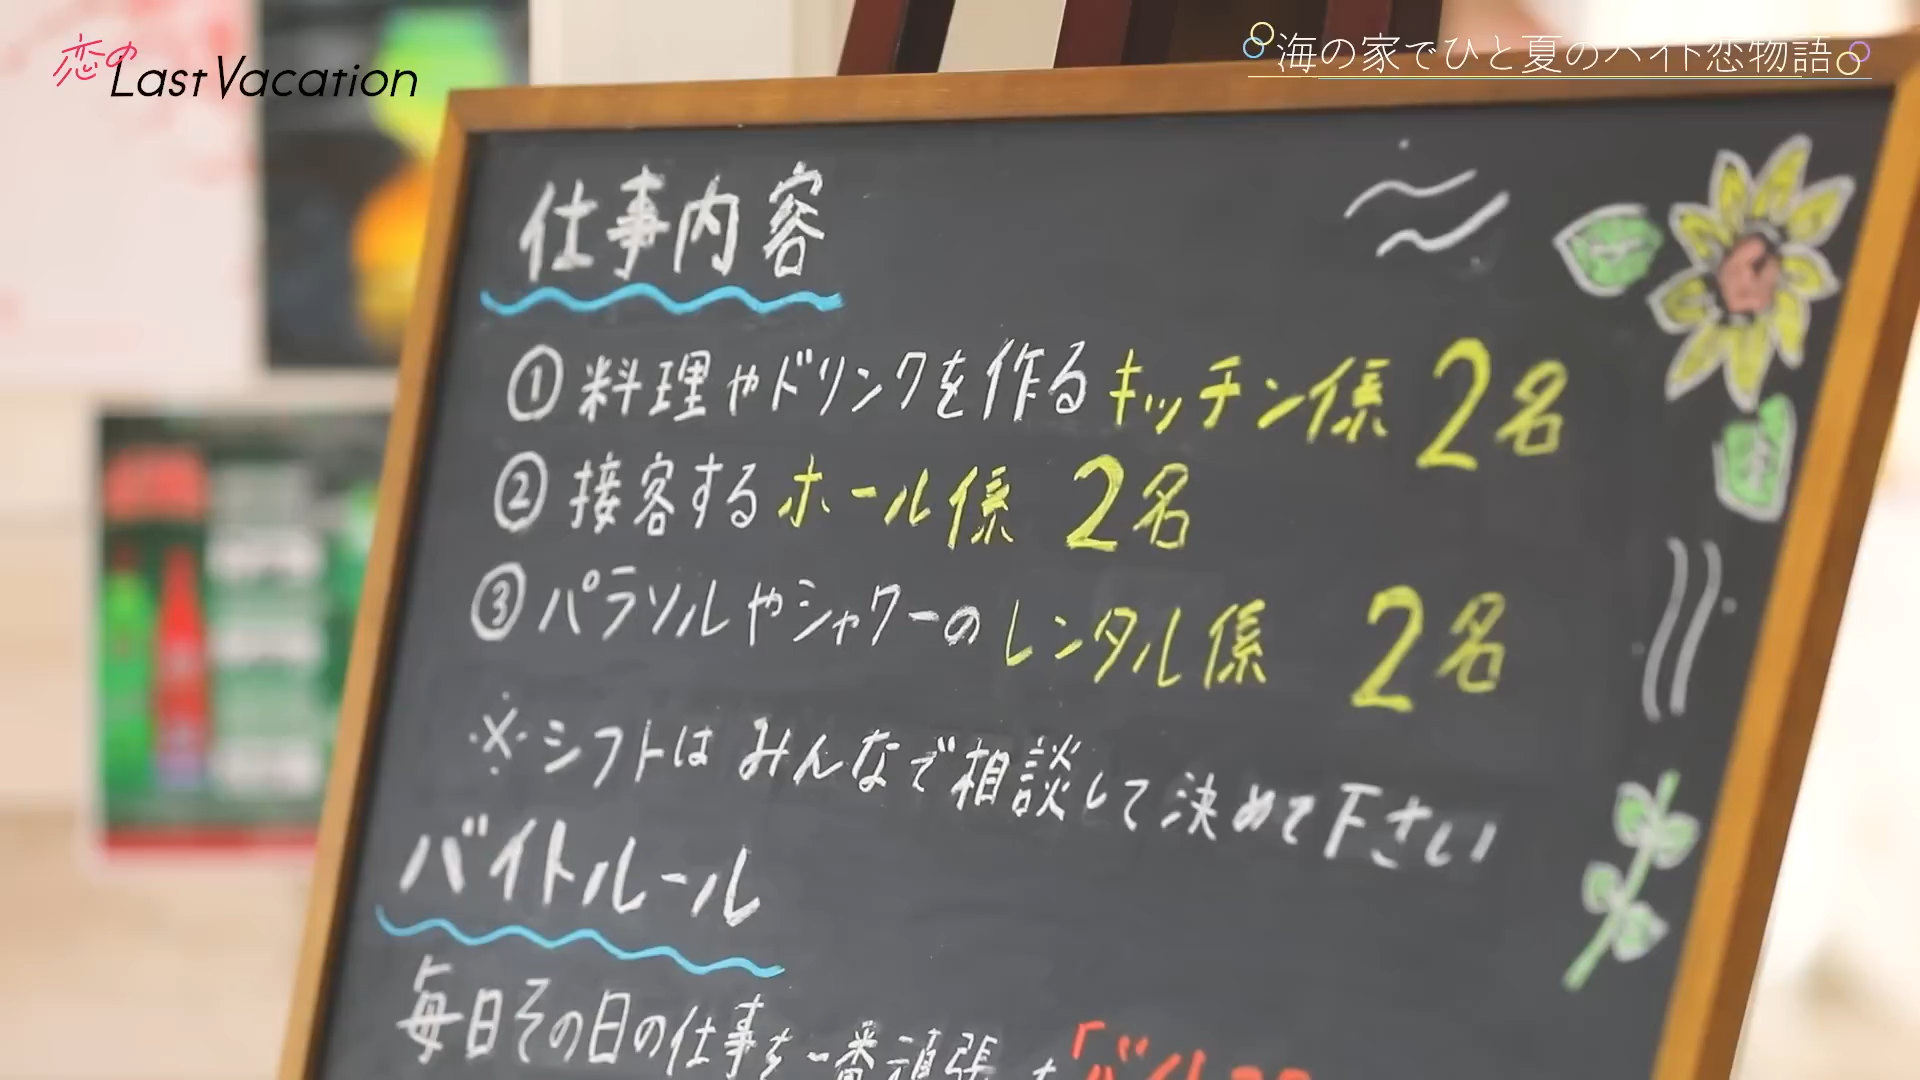 恋のLast Vacation
海の家でひと夏のバイト恋物語
仕事内容
① 料理やドリンクを作るキッチン係 2名
② 接客するホール係 2名
③ パラソルやシャワーのレンタル係 2名
※シフトはみんなで相談して決めて下さい
バイトルール
毎日その日の仕事を一番頑張